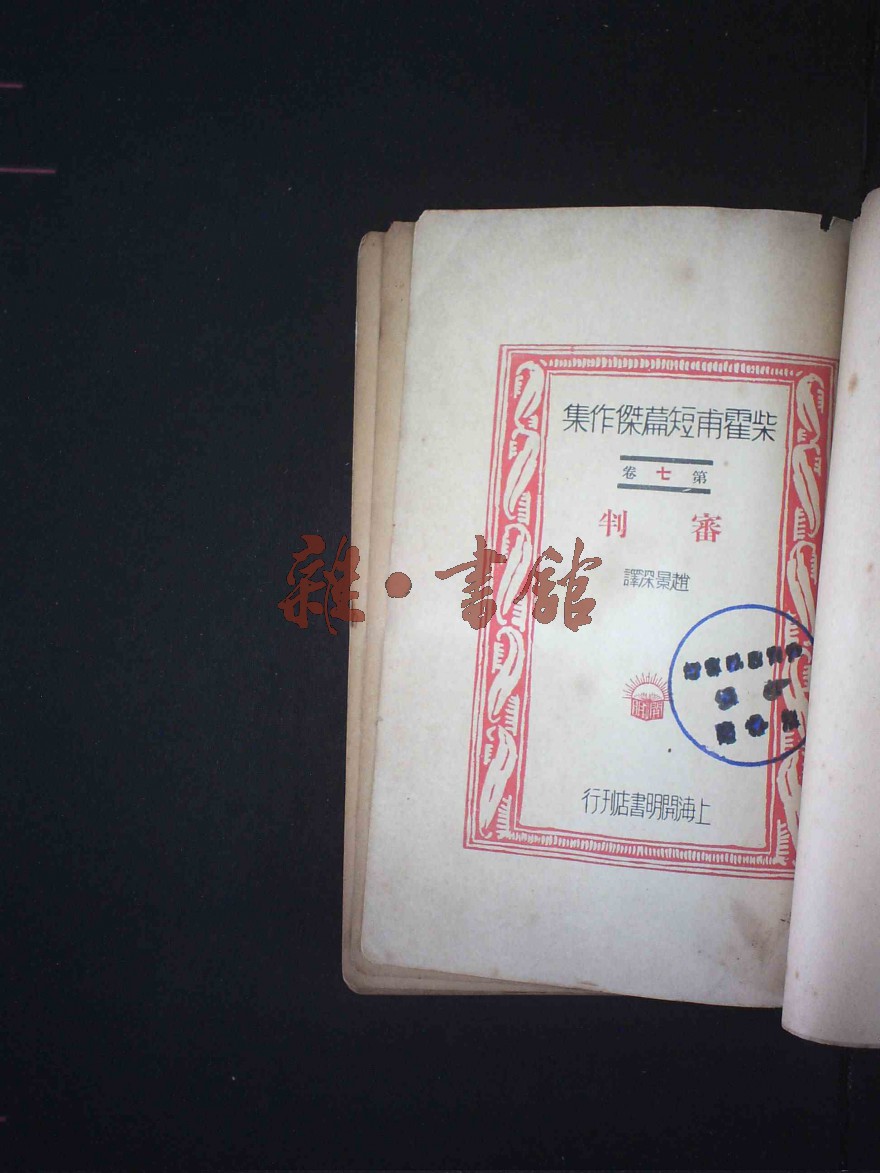 柴霍甫短篇傑作集
第七卷
審判
趙景深譯
開明
上海開明書店刊行
雜·書館